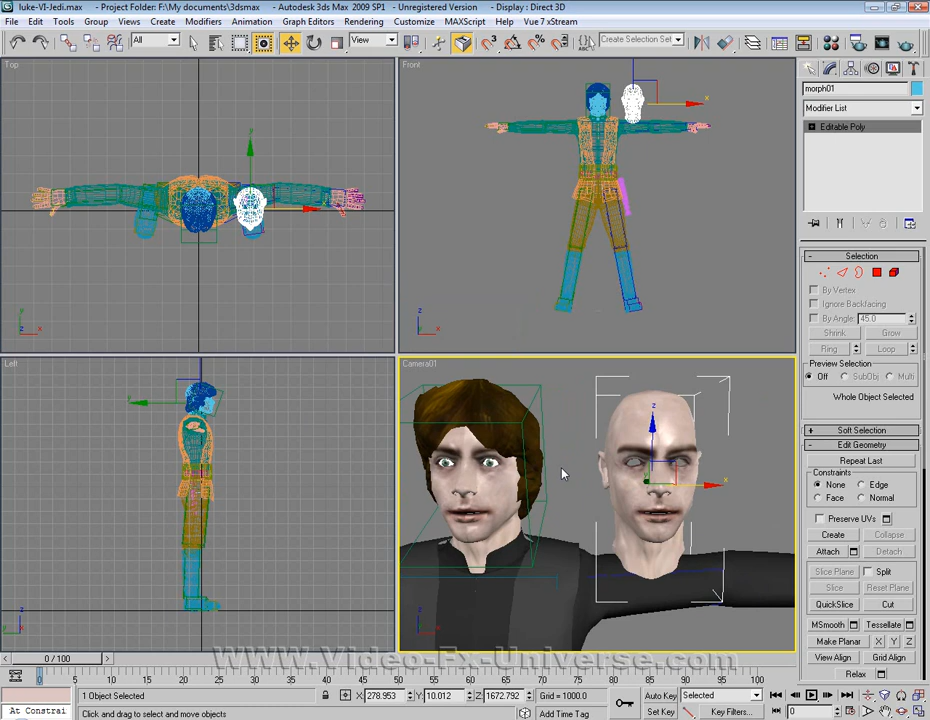 luke-VI-Jedi.max - Project Folder: F:\My documents\3dsmax - Autodesk 3ds Max 2009 SP1 - Unregistered Version - Display : Direct 3D
File Edit Tools Group Views Create Modifiers Animation Graph Editors Rendering Customize MAXScript Help Vue 7 xStream
All View Create Selection Set
Top
Front
Left
Camera01
morph01
Modifier List
Editable Poly
Selection
By Vertex
Ignore Backfacing
By Angle: 45.0
Shrink Grow
Ring Loop
Preview Selection
Off SubObj Multi
Whole Object Selected
Soft Selection
Edit Geometry
Repeat Last
Constraints
None Edge
Face Normal
Preserve UVs
Create Collapse
Attach Detach
Slice Plane Split
Slice Reset Plane
QuickSlice Cut
MSmooth Tessellate
Make Planar X Y Z
View Align Grid Align
Relax
0 / 100
www.Video-Fx-Universe.com
0 5 10 15 20 25 30 35 40 45 50 55 60 65 70 75 80 85 90 95 100
1 Object Selected X: 278.953 Y: 10.012 Z: 1672.792 Grid = 1000.0 Auto Key Selected
At Constrai Click and drag to select and move objects Add Time Tag Set Key Key Filters... 0